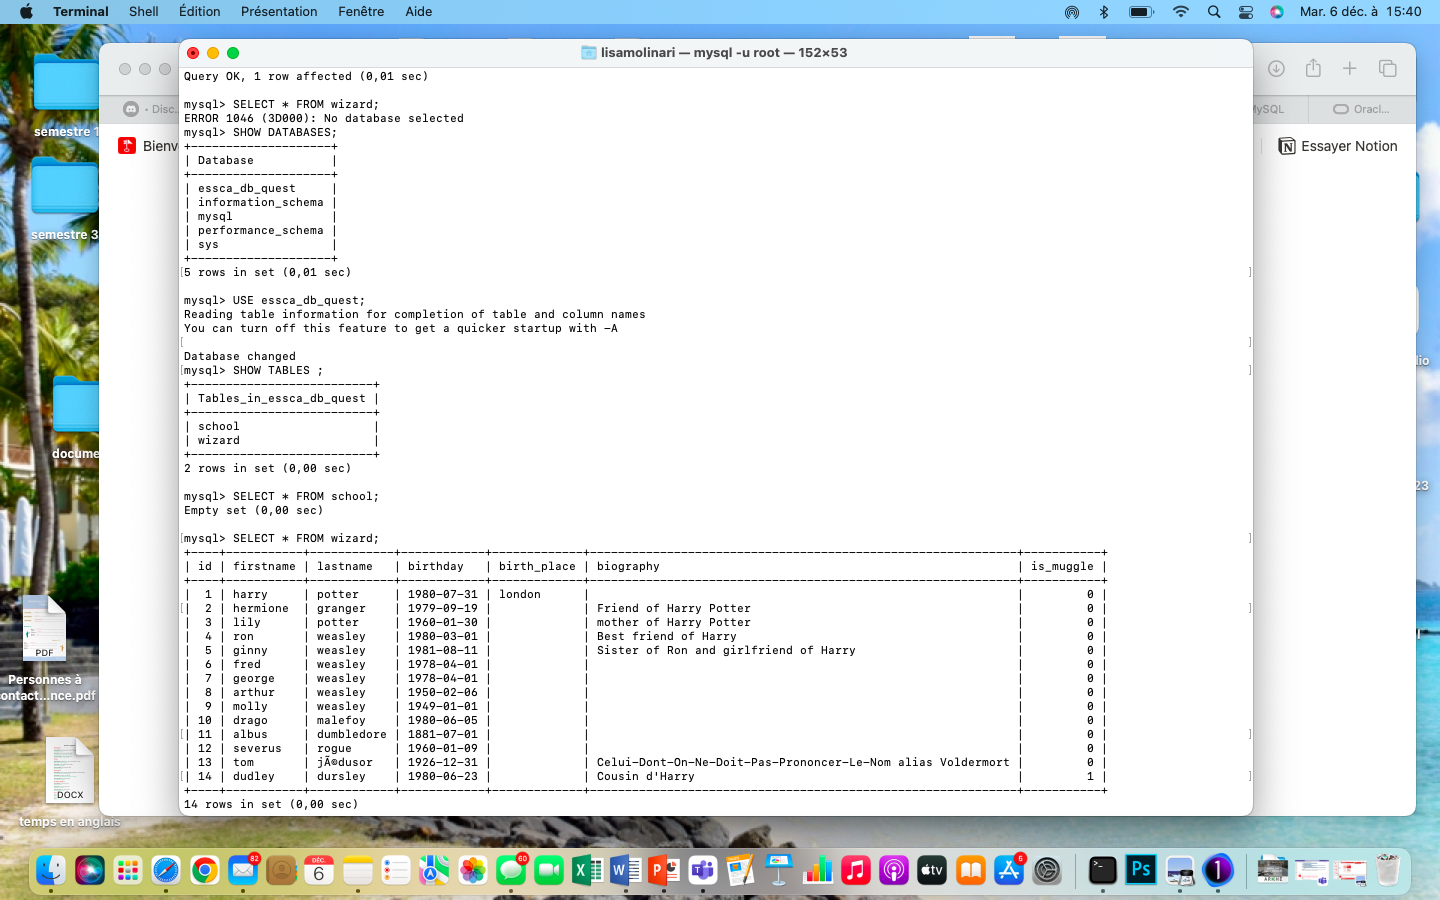 Terminal Shell Édition Présentation Fenêtre Aide Mar. 6 déc. à 15:40
lisamolinari — mysql -u root — 152×53
Query OK, 1 row affected (0,01 sec)
mysql> SELECT * FROM wizard;
ERROR 1046 (3D000): No database selected
mysql> SHOW DATABASES;
+--------------------+
| Database           |
+--------------------+
| essca_db_quest     |
| information_schema |
| mysql              |
| performance_schema |
| sys                |
+--------------------+
5 rows in set (0,01 sec)
mysql> USE essca_db_quest;
Reading table information for completion of table and column names
You can turn off this feature to get a quicker startup with -A
Database changed
mysql> SHOW TABLES ;
+--------------------------+
| Tables_in_essca_db_quest |
+--------------------------+
| school                   |
| wizard                   |
+--------------------------+
2 rows in set (0,00 sec)
mysql> SELECT * FROM school;
Empty set (0,00 sec)
mysql> SELECT * FROM wizard;
+----+-----------+------------+------------+-------------+-------------------------------------------------------------+-----------+
| id | firstname | lastname   | birthday   | birth_place | biography                                                   | is_muggle |
+----+-----------+------------+------------+-------------+-------------------------------------------------------------+-----------+
| 1 | harry | potter | 1980-07-31 | london | | 0 |
| 2 | hermione | granger | 1979-09-19 | | Friend of Harry Potter | 0 |
| 3 | lily | potter | 1960-01-30 | | mother of Harry Potter | 0 |
| 4 | ron | weasley | 1980-03-01 | | Best friend of Harry | 0 |
| 5 | ginny | weasley | 1981-08-11 | | Sister of Ron and girlfriend of Harry | 0 |
| 6 | fred | weasley | 1978-04-01 | | | 0 |
| 7 | george | weasley | 1978-04-01 | | | 0 |
| 8 | arthur | weasley | 1950-02-06 | | | 0 |
| 9 | molly | weasley | 1949-01-01 | | | 0 |
| 10 | drago | malefoy | 1980-06-05 | | | 0 |
| 11 | albus | dumbledore | 1881-07-01 | | | 0 |
| 12 | severus | rogue | 1960-01-09 | | | 0 |
| 13 | tom | jÃ©dusor | 1926-12-31 | | Celui-Dont-On-Ne-Doit-Pas-Prononcer-Le-Nom alias Voldermort | 0 |
| 14 | dudley | dursley | 1980-06-23 | | Cousin d'Harry | 1 |
+----+-----------+------------+------------+-------------+-------------------------------------------------------------+-----------+
14 rows in set (0,00 sec)
• Disc...
Bienv
MySQL
Oracl...
Essayer Notion
semestre 1
semestre 3
docume
PDF
Personnes à
contact...nce.pdf
DOCX
temps en anglais
dio
23
82
DÉC.
6
60
X
W
P
T
tv
6
>_
Ps
1